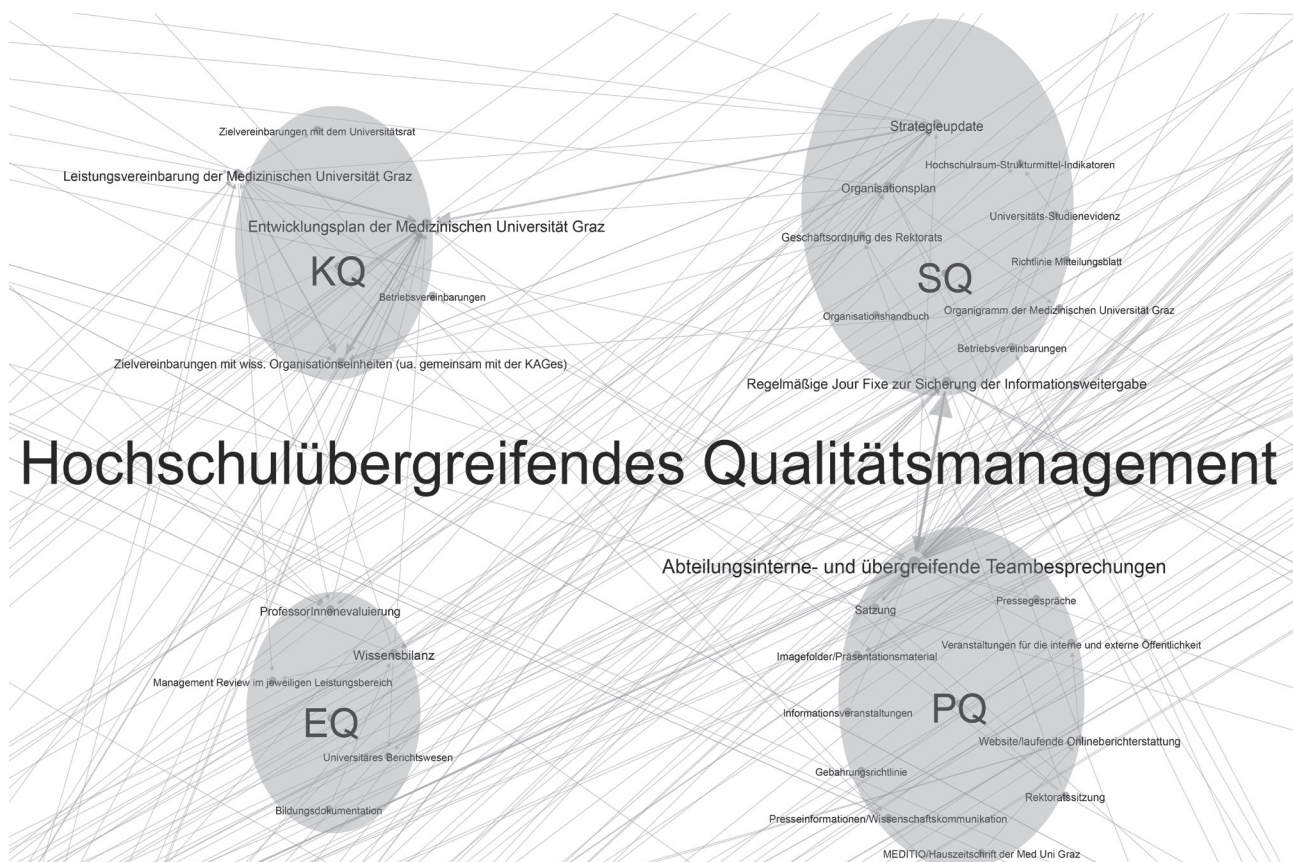 Zielvereinbarungen mit dem Universitätsrat
Leistungsvereinbarung der Medizinischen Universität Graz
Entwicklungsplan der Medizinischen Universität Graz
KQ
Betriebsvereinbarungen
Zielvereinbarungen mit wiss. Organisationseinheiten (ua. gemeinsam mit der KAGes)
Strategieupdate
Hochschulraum-Strukturmittel-Indikatoren
Organisationsplan
Universitäts-Studienevidenz
Geschäftsordnung des Rektorats
Richtlinie Mitteilungsblatt
SQ
Organigramm der Medizinischen Universität Graz
Organisationshandbuch
Betriebsvereinbarungen
Regelmäßige Jour Fixe zur Sicherung der Informationsweitergabe
Hochschulübergreifendes Qualitätsmanagement
ProfessorInnenevaluierung
Wissensbilanz
Management Review im jeweiligen Leistungsbereich
EQ
Universitäres Berichtswesen
Bildungsdokumentation
Abteilungsinterne- und übergreifende Teambesprechungen
Pressegespräche
Satzung
Veranstaltungen für die interne und externe Öffentlichkeit
Imagefolder/Präsentationsmaterial
PQ
Informationsveranstaltungen
Website/laufende Onlineberichterstattung
Gebahrungsrichtlinie
Rektoratssitzung
Presseinformationen/Wissenschaftskommunikation
MEDITIO/Hauszeitschrift der Med Uni Graz